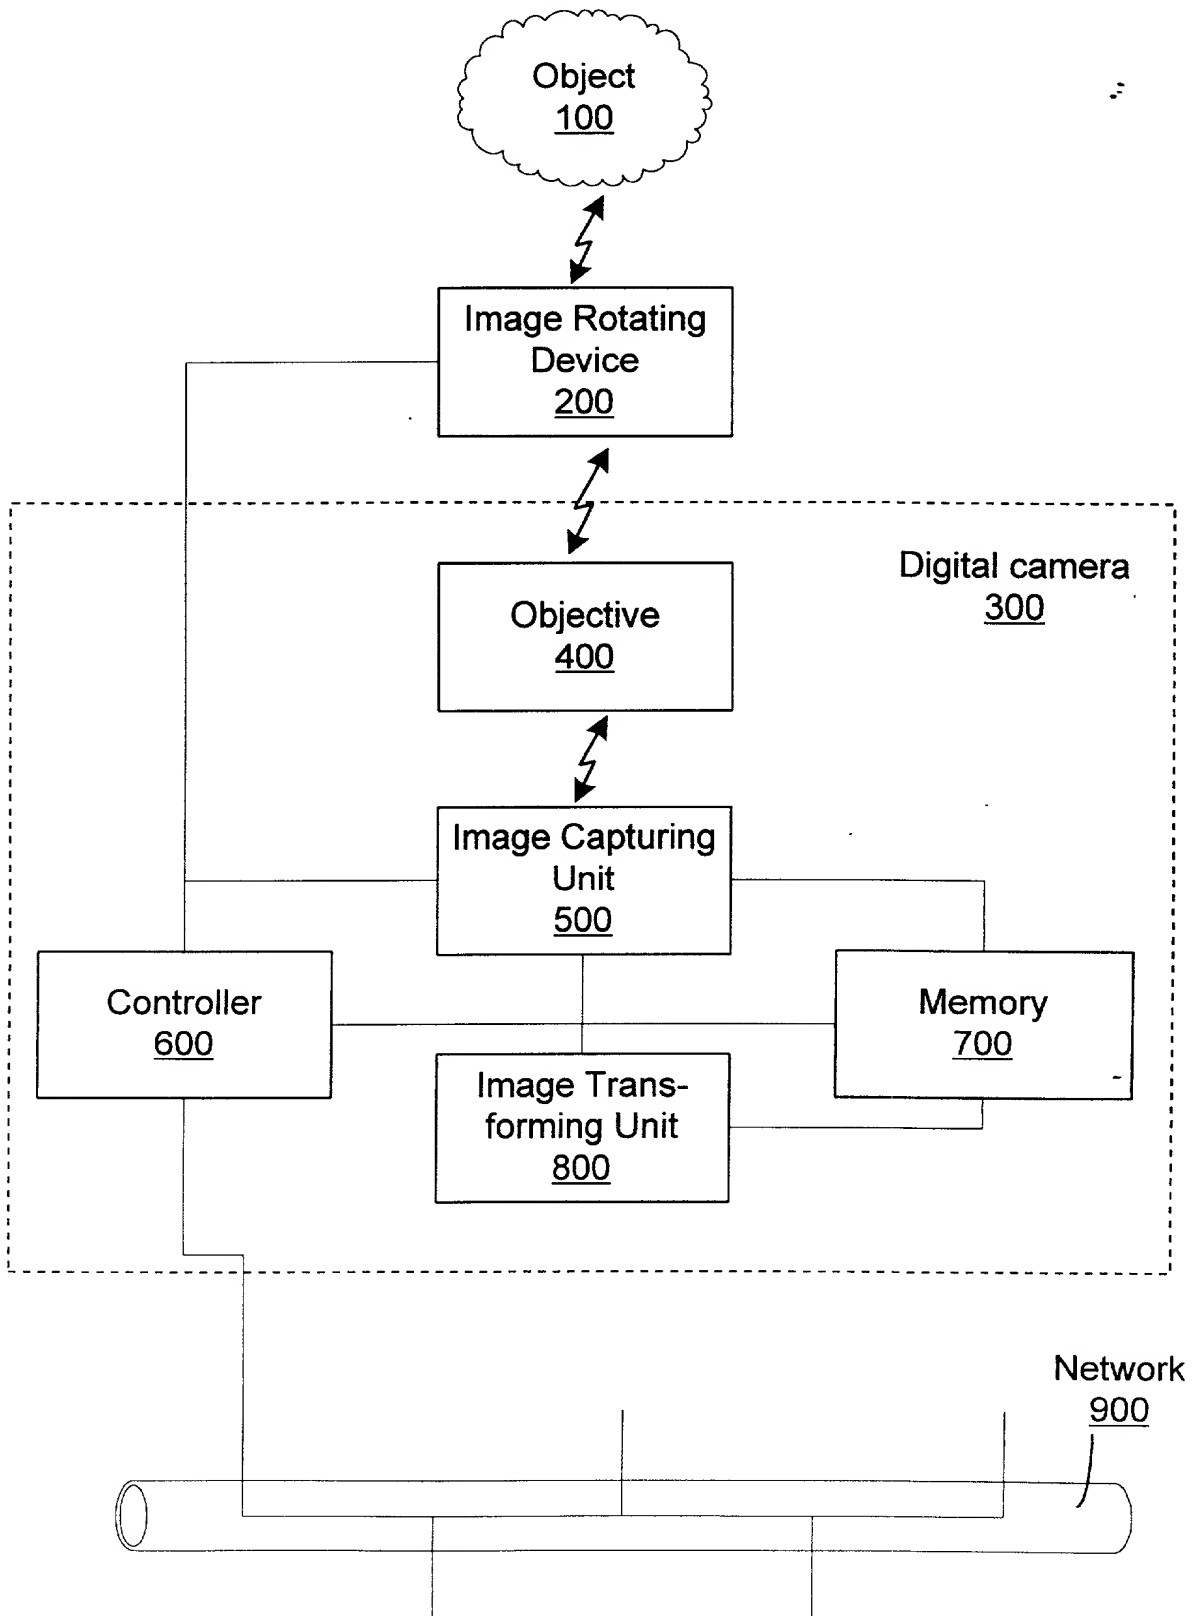 Object
100
Image Rotating
Device
200
Digital camera
300
Objective
400
Image Capturing
Unit
500
Controller
600
Memory
700
Image Trans-
forming Unit
800
Network
900